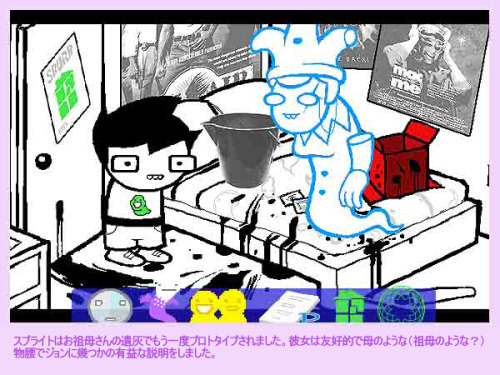 SBURB
スプライトはお祖母さんの遺灰でもう一度プロトタイプされました。彼女は友好的で母のような（祖母のような？）
物腰でジョンに幾つかの有益な説明をしました。